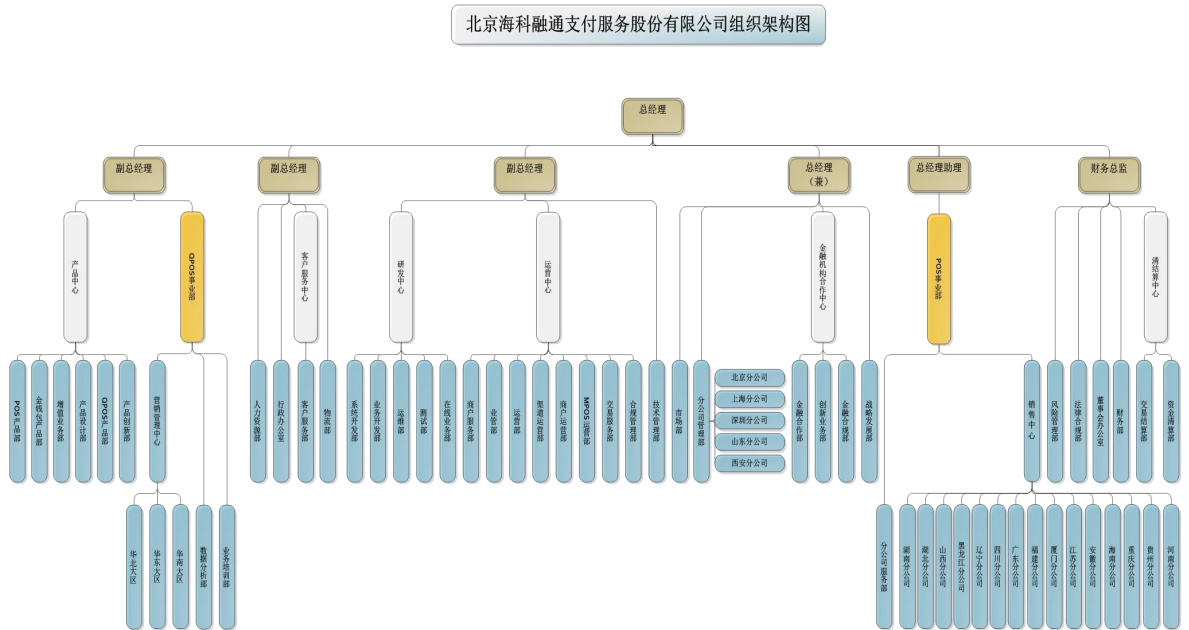 北京海科融通支付服务股份有限公司组织架构图
总经理
副总经理
副总经理
副总经理
总经理
（兼）
总经理助理
财务总监
产品中心
QPOS事业部
客户服务中心
研发中心
运营中心
金融机构合作中心
POS事业部
清结算中心
POS产品部
金钱包产品部
增值业务部
产品设计部
QPOS产品部
产品创新部
营销管理中心
人力资源部
行政办公室
客户服务部
物流部
系统开发部
业务开发部
运维部
测试部
在线业务部
商户服务部
业管部
运营部
渠道运营部
商户运营部
MPOS运营部
交易服务部
合规管理部
技术管理部
市场部
分公司管理部
北京分公司
上海分公司
深圳分公司
山东分公司
西安分公司
金融合作部
创新业务部
金融合规部
战略发展部
销售中心
风险管理部
法律合规部
董事会办公室
财务部
交易结算部
资金清算部
华北大区
华东大区
华南大区
数据分析部
业务培训部
分公司服务部
湖南分公司
湖北分公司
山西分公司
黑龙江分公司
辽宁分公司
四川分公司
广东分公司
福建分公司
厦门分公司
江苏分公司
安徽分公司
海南分公司
重庆分公司
贵州分公司
河南分公司